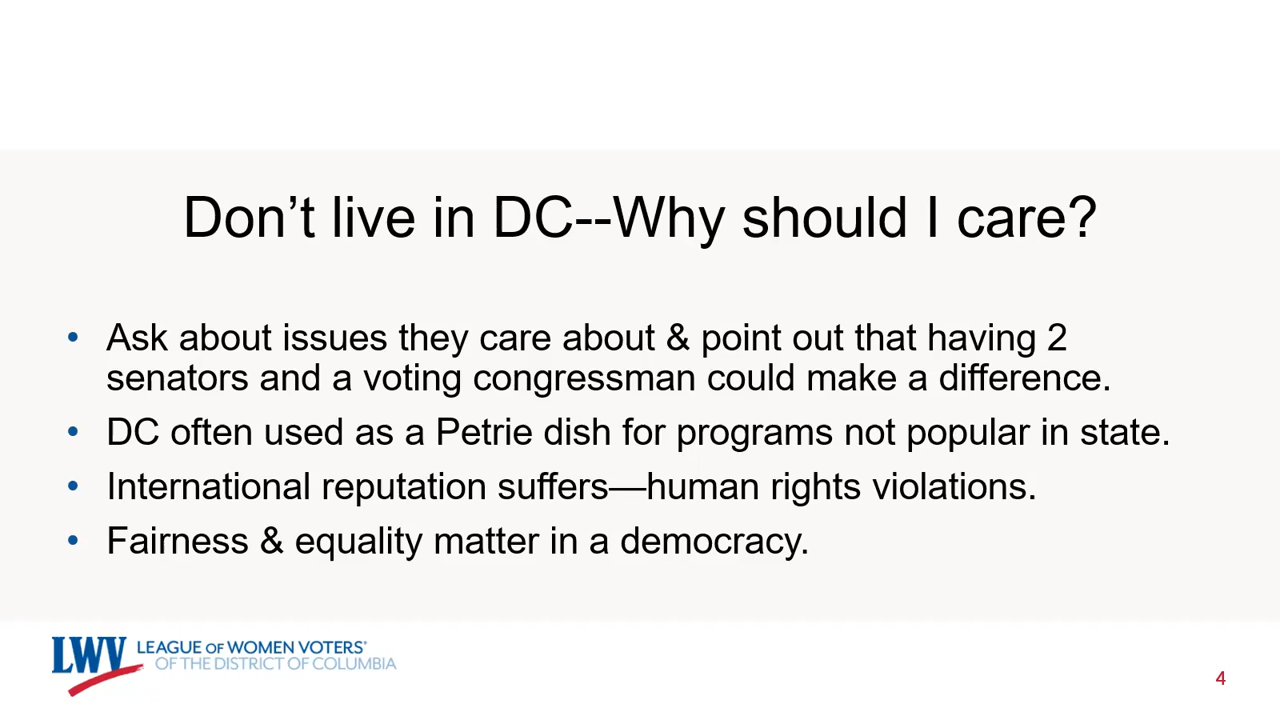 Don’t live in DC--Why should I care?
• Ask about issues they care about & point out that having 2
senators and a voting congressman could make a difference.
• DC often used as a Petrie dish for programs not popular in state.
• International reputation suffers—human rights violations.
• Fairness & equality matter in a democracy.
LWV LEAGUE OF WOMEN VOTERS®
OF THE DISTRICT OF COLUMBIA
4